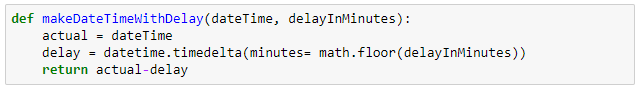 def makeDateTimeWithDelay(dateTime, delayInMinutes):
    actual = dateTime
    delay = datetime.timedelta(minutes= math.floor(delayInMinutes))
    return actual-delay